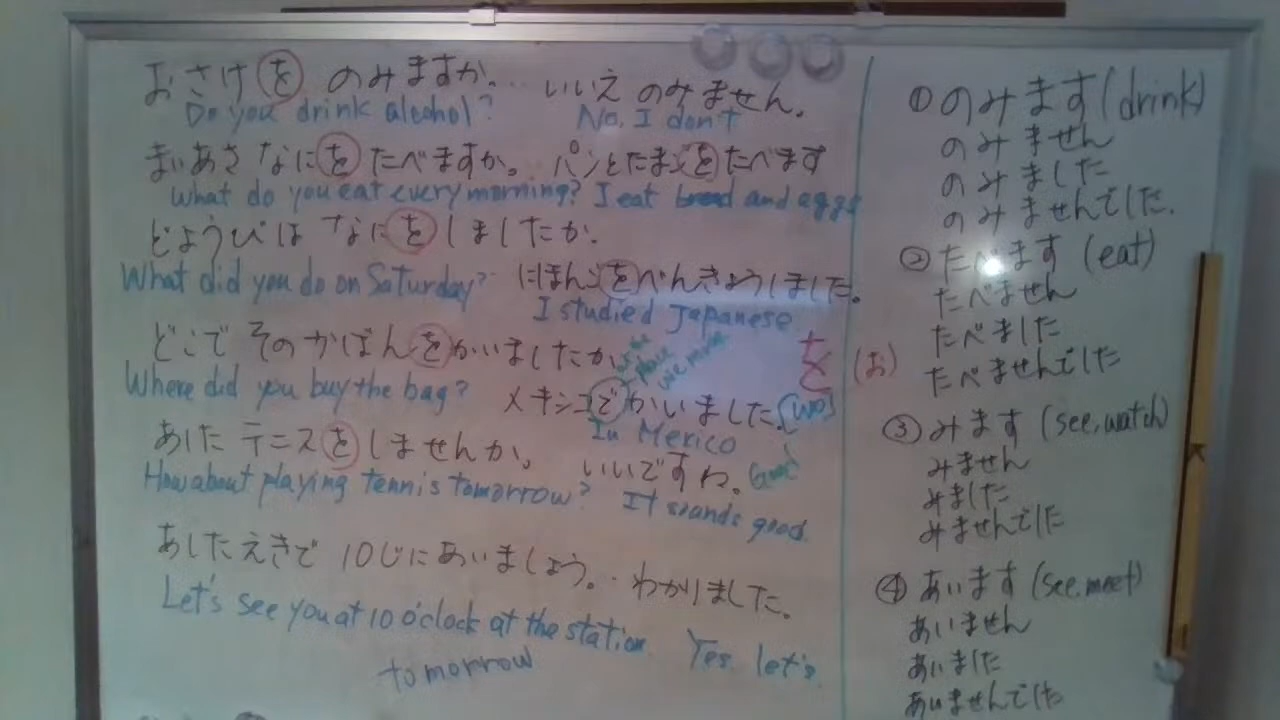 おさけを のみますか。 いいえ のみません。
Do you drink alcohol? No. I don't
まいあさ なにを たべますか。 パンとたまごをたべます
What do you eat every morning? I eat bread and eggs
どようびは なにを しましたか。
What did you do on Saturday? にほんごをべんきょうしました。
I studied Japanese
どこで そのかばんをかいましたか
Where did you buy the bag? メキシコでかいました。
In Mexico
を (お)
(wo)
あした テニスを しませんか。 いいですね。 Good
How about playing tennis tomorrow? It sounds good.
あしたえきで 10じにあいましょう。 わかりました。
Let's see you at 10 o'clock at the station Yes. let's.
tomorrow
① のみます (drink)
のみません
のみました
のみませんでした。
② たべます (eat)
たべません
たべました
たべませんでした
③ みます (see, watch)
みません
みました
みませんでした
④ あいます (see, meet)
あいません
あいました
あいませんでした